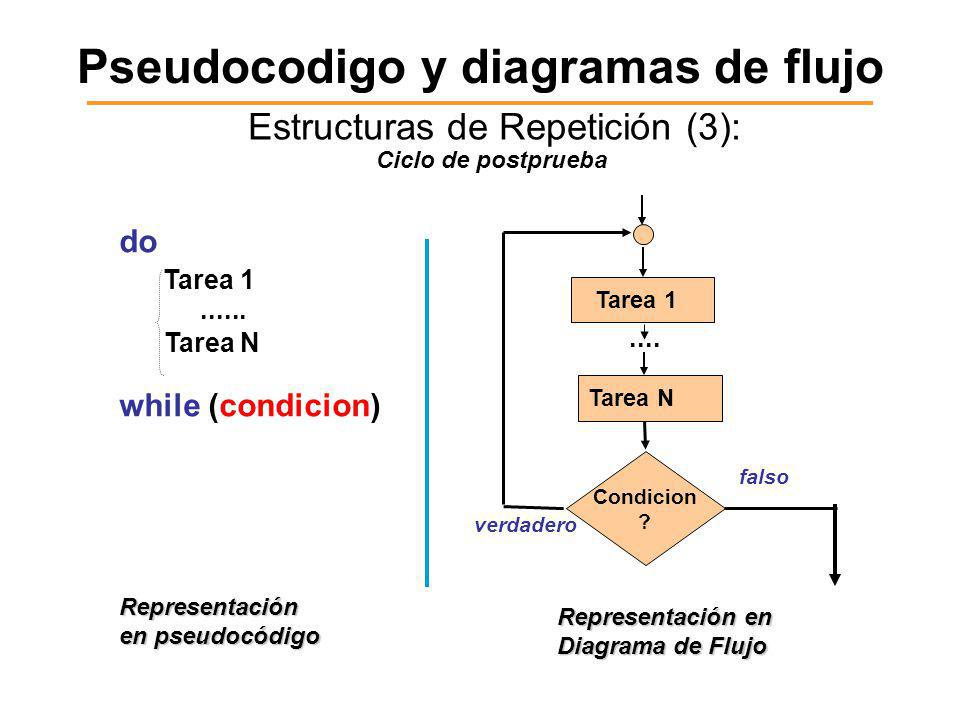 Pseudocodigo y diagramas de flujo
Estructuras de Repetición (3):
Ciclo de postprueba
do
Tarea 1
......
Tarea N
while (condicion)
Representación
en pseudocódigo
Tarea 1
....
Tarea N
Condicion
?
falso
verdadero
Representación en
Diagrama de Flujo